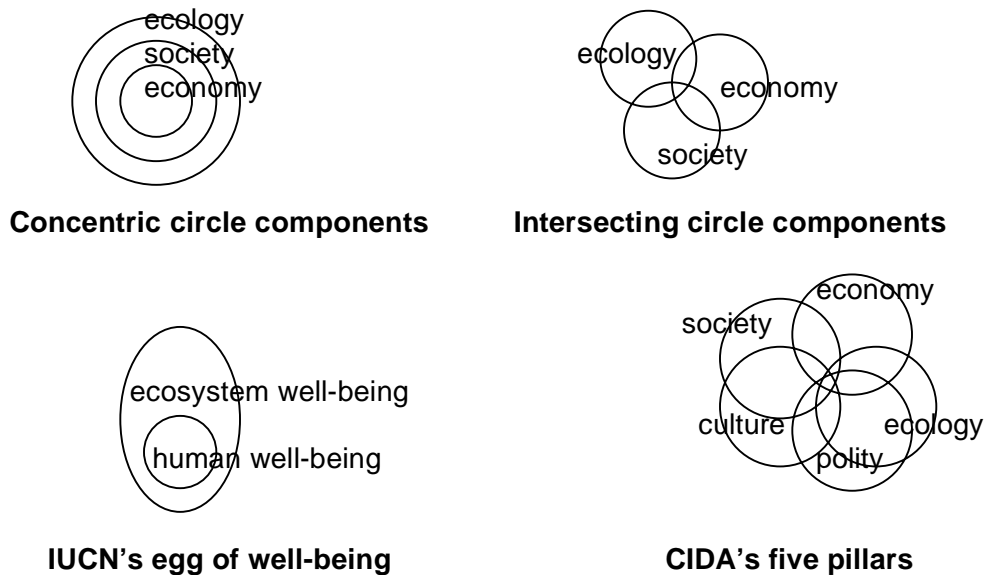 ecology
society
economy
Concentric circle components
ecology
economy
society
Intersecting circle components
ecosystem well-being
human well-being
IUCN’s egg of well-being
economy
society
culture
ecology
polity
CIDA’s five pillars